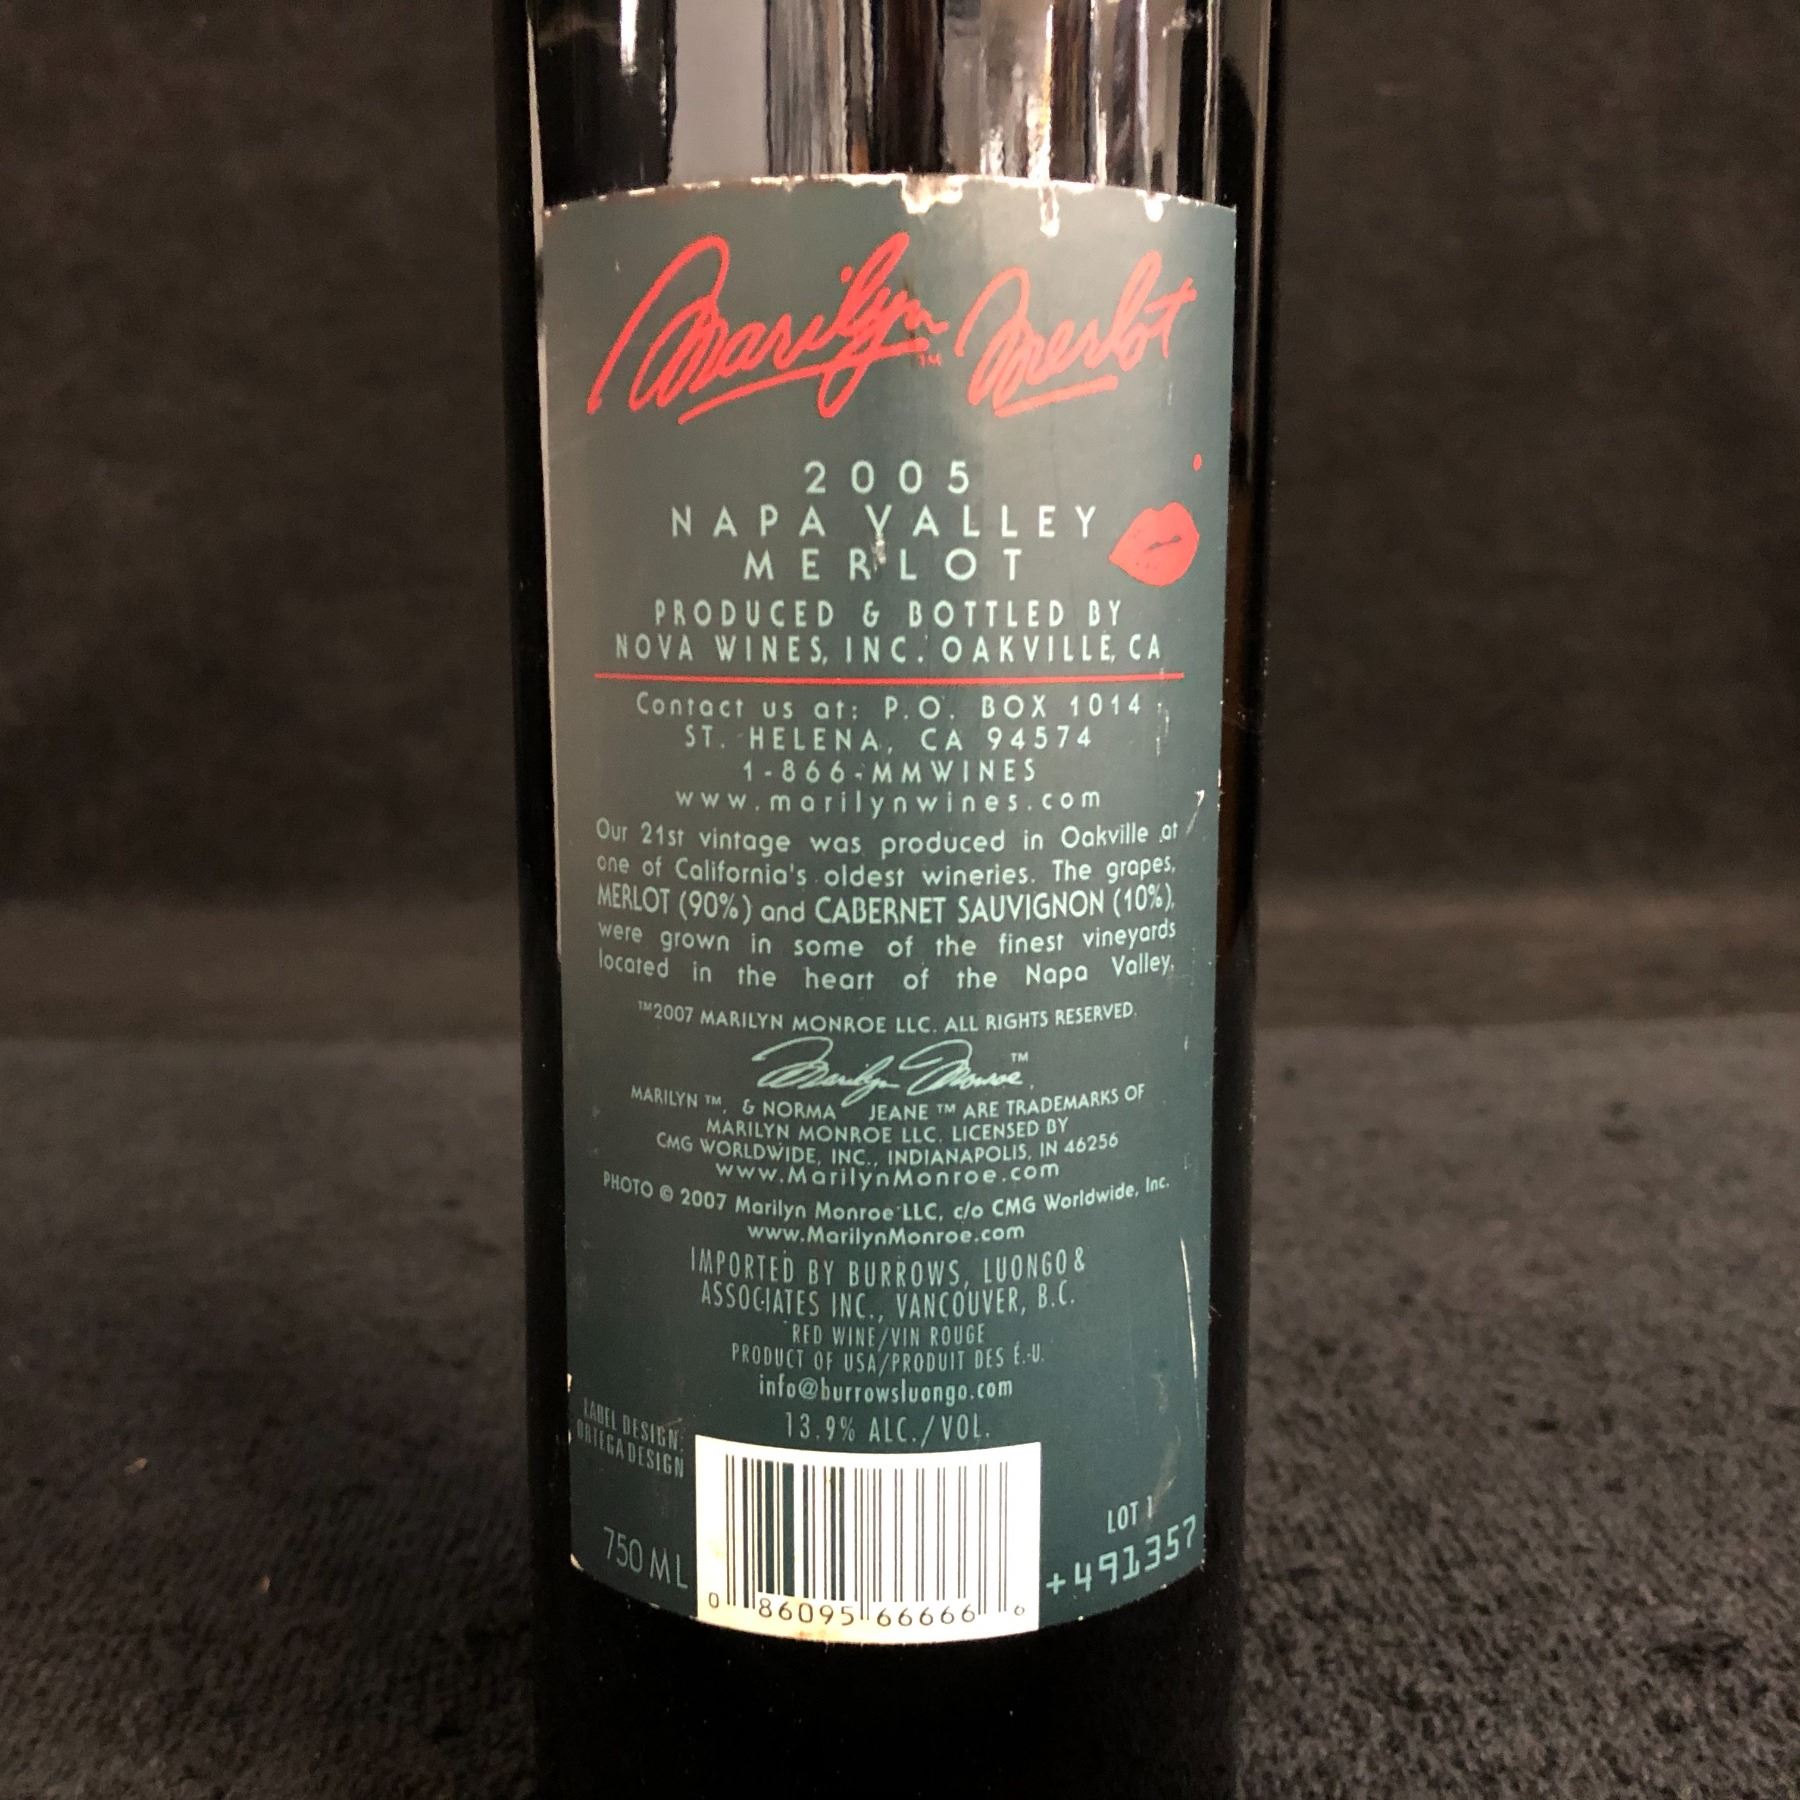 Marilyn™ Merlot
2005
NAPA VALLEY
MERLOT
PRODUCED & BOTTLED BY
NOVA WINES, INC. OAKVILLE, CA
Contact us at: P.O. BOX 1014
ST. HELENA, CA 94574
1-866-MMWINES
www.marilynwines.com
Our 21st vintage was produced in Oakville at
one of California's oldest wineries. The grapes,
MERLOT (90%) and CABERNET SAUVIGNON (10%),
were grown in some of the finest vineyards
located in the heart of the Napa Valley.
™2007 MARILYN MONROE LLC. ALL RIGHTS RESERVED.
Marilyn Monroe™
MARILYN ™, & NORMA JEANE ™ ARE TRADEMARKS OF
MARILYN MONROE LLC. LICENSED BY
CMG WORLDWIDE, INC., INDIANAPOLIS, IN 46256
www.MarilynMonroe.com
PHOTO © 2007 Marilyn Monroe LLC, c/o CMG Worldwide, Inc.
www.MarilynMonroe.com
IMPORTED BY BURROWS, LUONGO &
ASSOCIATES INC., VANCOUVER, B.C.
RED WINE/VIN ROUGE
PRODUCT OF USA/PRODUIT DES É.-U.
info@burrowsluongo.com
13.9% ALC./VOL.
LABEL DESIGN:
ORTEGADESIGN
750 ML
0 86095 66666 6
LOT 1
+491357